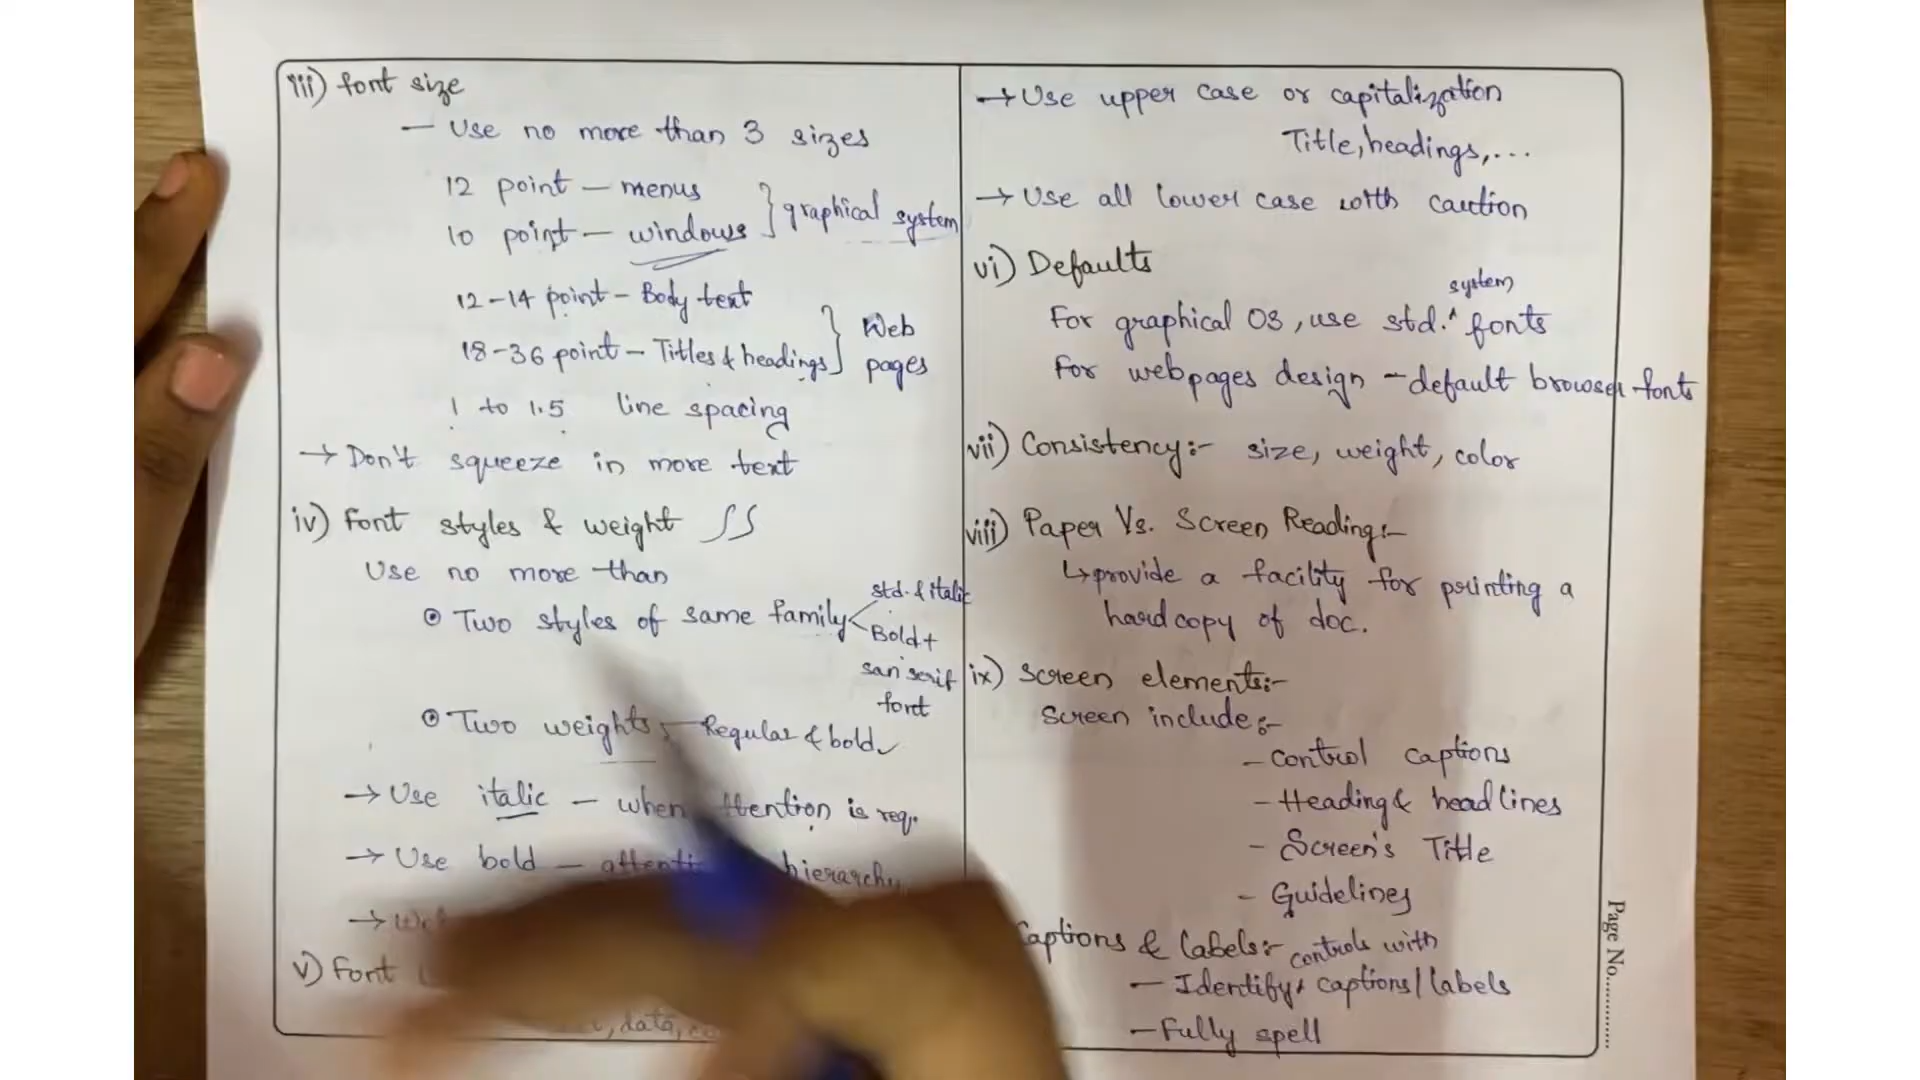 iii) Font size
— Use no more than 3 sizes
12 point — menus
10 point — windows
} graphical system
12-14 point — Body text
18-36 point — Titles & headings
} Web pages
1 to 1.5 line spacing
→ Don't squeeze in more text
iv) Font styles & weight
Use no more than
⊙ Two styles of same family
std. & italic
Bold +
san serif
font
⊙ Two weights — Regular & bold
→ Use italic — when attention is req.
→ Use bold — hierarchy
v) Font
, data,
→ Use upper case or capitalization
Title, headings, ...
→ Use all lower case with caution
vi) Defaults
For graphical OS, use std. ^system fonts
For webpages design — default browser fonts
vii) Consistency:- size, weight, color
viii) Paper Vs. Screen Reading:-
↳ provide a facility for printing a
hardcopy of doc.
ix) Screen elements:-
Screen include:-
- Control captions
- Heading & headlines
- Screen's Title
- Guidelines
Captions & labels:-
— Identify controls with captions/labels
— Fully spell
Page No..............